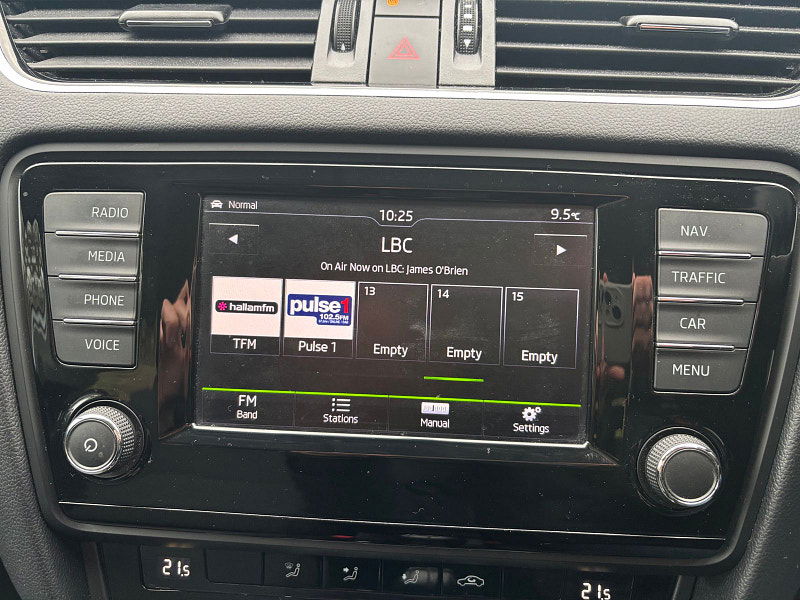 Normal
10:25
9.5°C
LBC
On Air Now on LBC: James O'Brien
hallamfm
TFM
pulse1
102.5FM
Pulse 1
13
Empty
14
Empty
15
Empty
FM
Band
Stations
Manual
Settings
RADIO
MEDIA
PHONE
VOICE
NAV
TRAFFIC
CAR
MENU
21.5
21.5